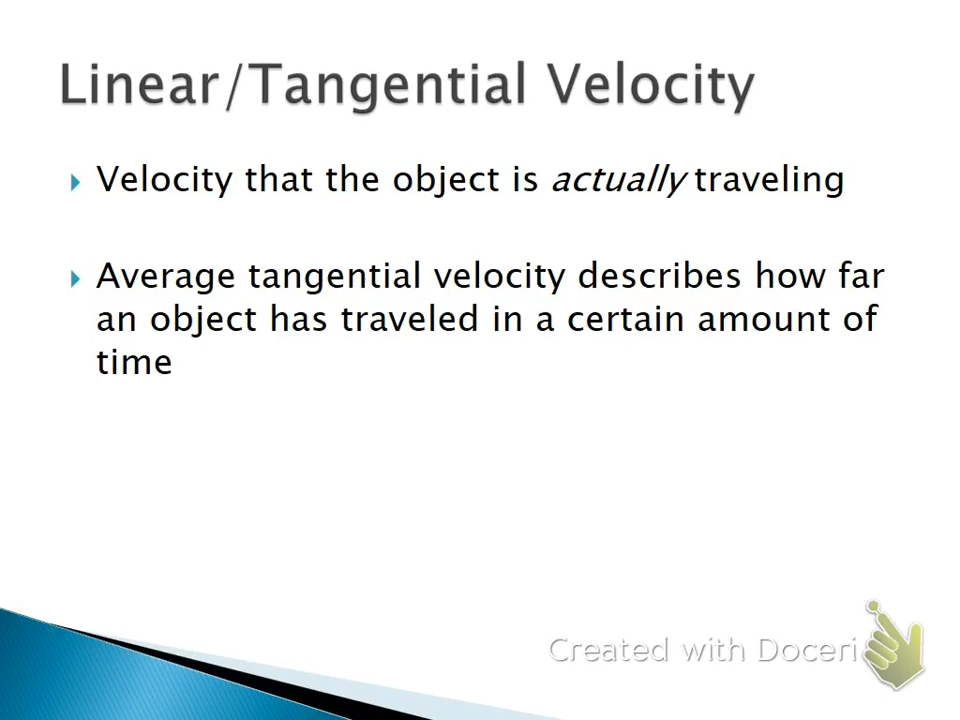 Linear/Tangential Velocity
Velocity that the object is actually traveling
Average tangential velocity describes how far
an object has traveled in a certain amount of
time
Created with Doceri